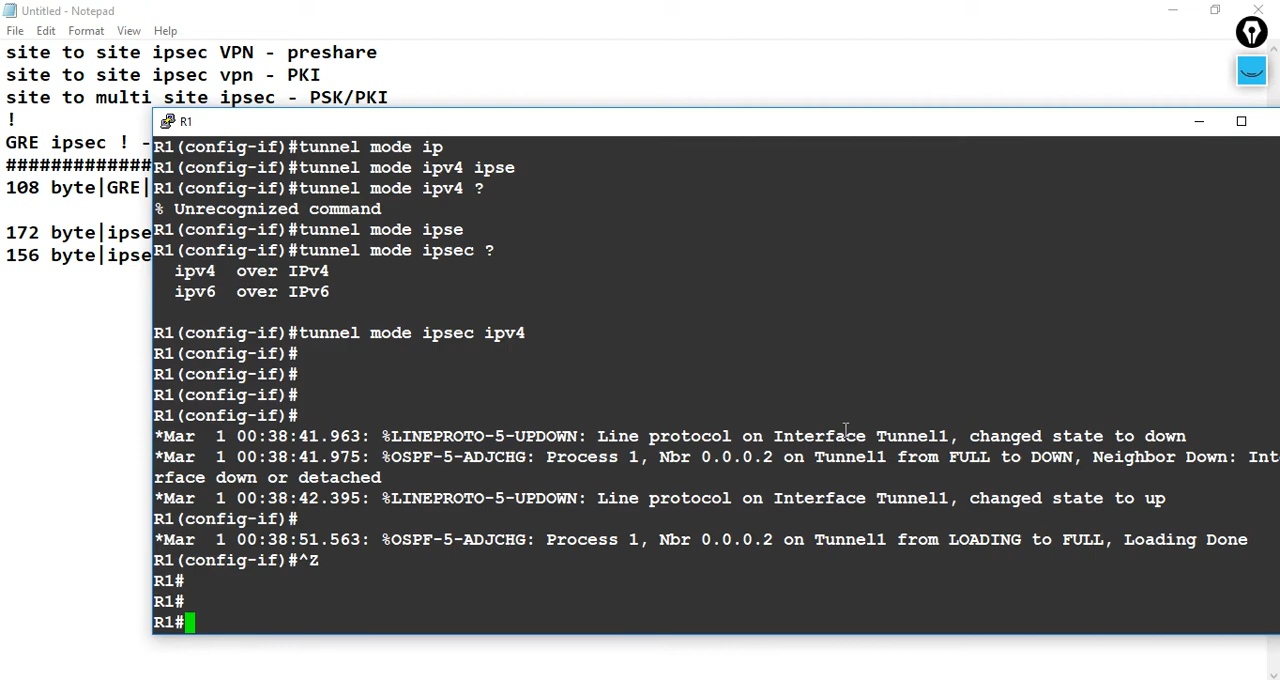 Untitled - Notepad
File Edit Format View Help
site to site ipsec VPN - preshare
site to site ipsec vpn - PKI
site to multi site ipsec - PSK/PKI
!
GRE ipsec ! -
#############
108 byte|GRE|
172 byte|ipse
156 byte|ipse
R1
R1(config-if)#tunnel mode ip
R1(config-if)#tunnel mode ipv4 ipse
R1(config-if)#tunnel mode ipv4 ?
% Unrecognized command
R1(config-if)#tunnel mode ipse
R1(config-if)#tunnel mode ipsec ?
ipv4 over IPv4
ipv6 over IPv6
R1(config-if)#tunnel mode ipsec ipv4
R1(config-if)#
R1(config-if)#
R1(config-if)#
R1(config-if)#
*Mar 1 00:38:41.963: %LINEPROTO-5-UPDOWN: Line protocol on Interface Tunnel1, changed state to down
*Mar 1 00:38:41.975: %OSPF-5-ADJCHG: Process 1, Nbr 0.0.0.2 on Tunnel1 from FULL to DOWN, Neighbor Down: Inte
rface down or detached
*Mar 1 00:38:42.395: %LINEPROTO-5-UPDOWN: Line protocol on Interface Tunnel1, changed state to up
R1(config-if)#
*Mar 1 00:38:51.563: %OSPF-5-ADJCHG: Process 1, Nbr 0.0.0.2 on Tunnel1 from LOADING to FULL, Loading Done
R1(config-if)#^Z
R1#
R1#
R1#